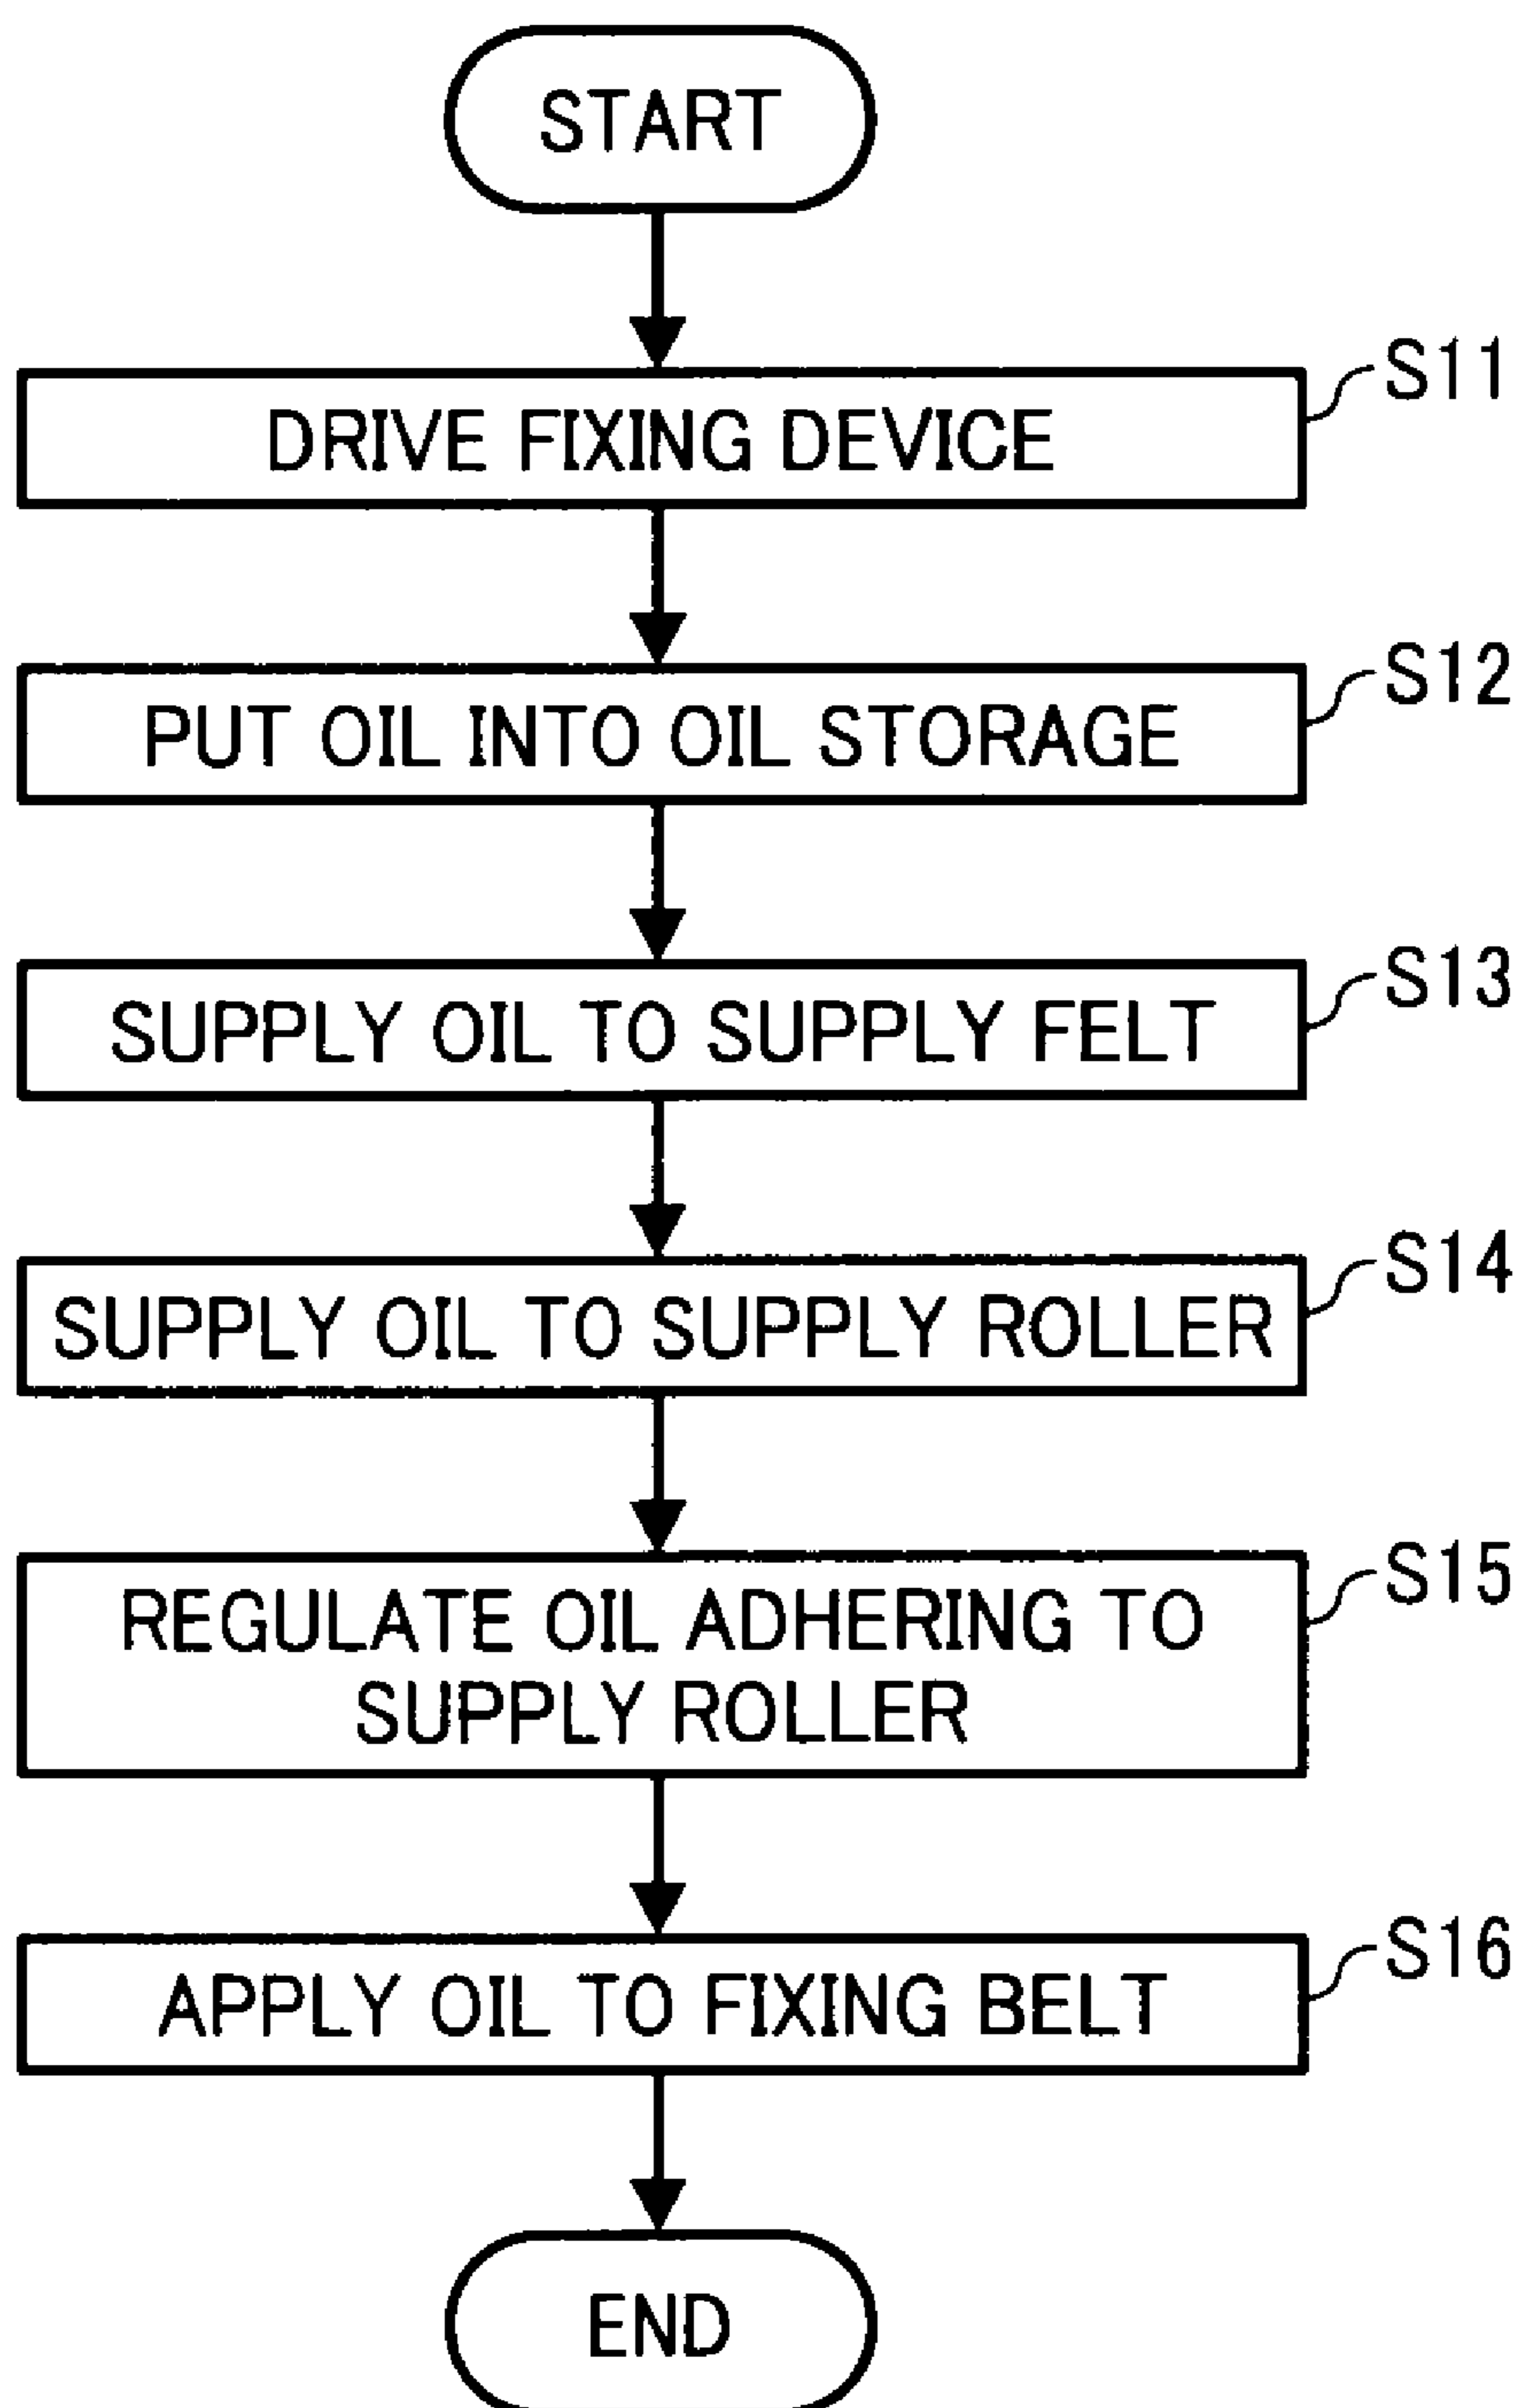 START
S11
DRIVE FIXING DEVICE
S12
PUT OIL INTO OIL STORAGE
S13
SUPPLY OIL TO SUPPLY FELT
S14
SUPPLY OIL TO SUPPLY ROLLER
S15
REGULATE OIL ADHERING TO
SUPPLY ROLLER
S16
APPLY OIL TO FIXING BELT
END